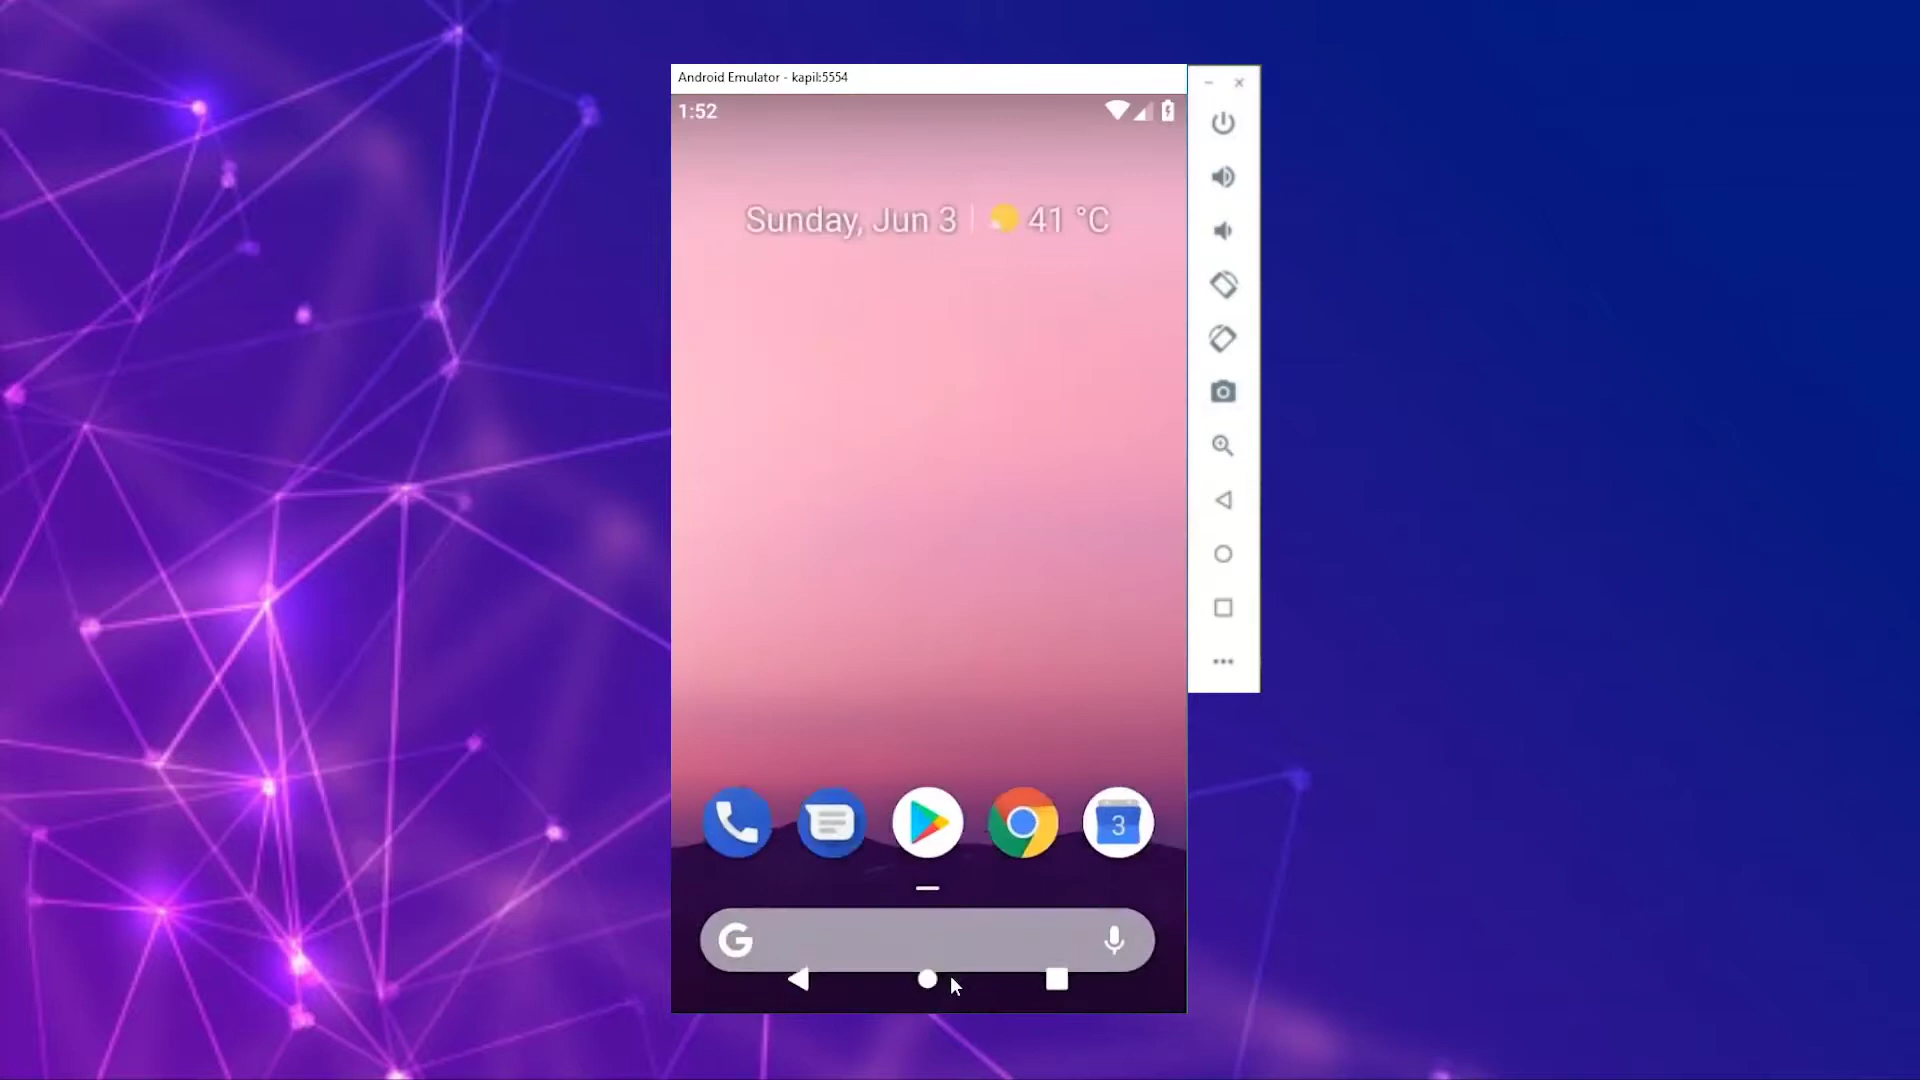 Android Emulator - kapil:5554
1:52
Sunday, Jun 3 | 41 °C
3
G